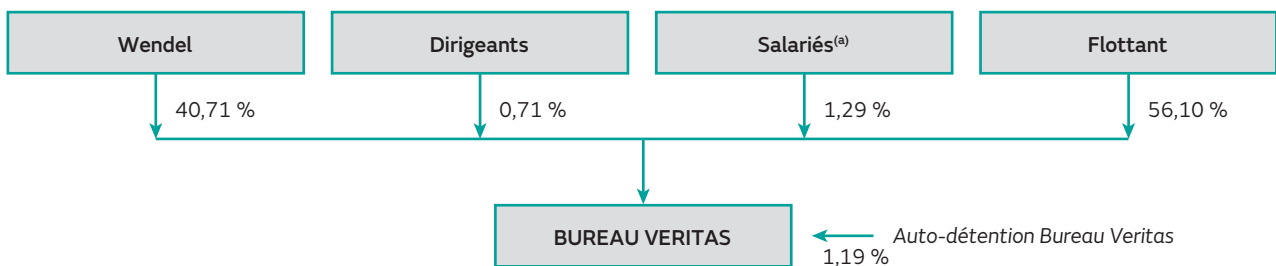 Wendel
Dirigeants
Salariés(a)
Flottant
40,71 %
0,71 %
1,29 %
56,10 %
BUREAU VERITAS
Auto-détention Bureau Veritas
1,19 %